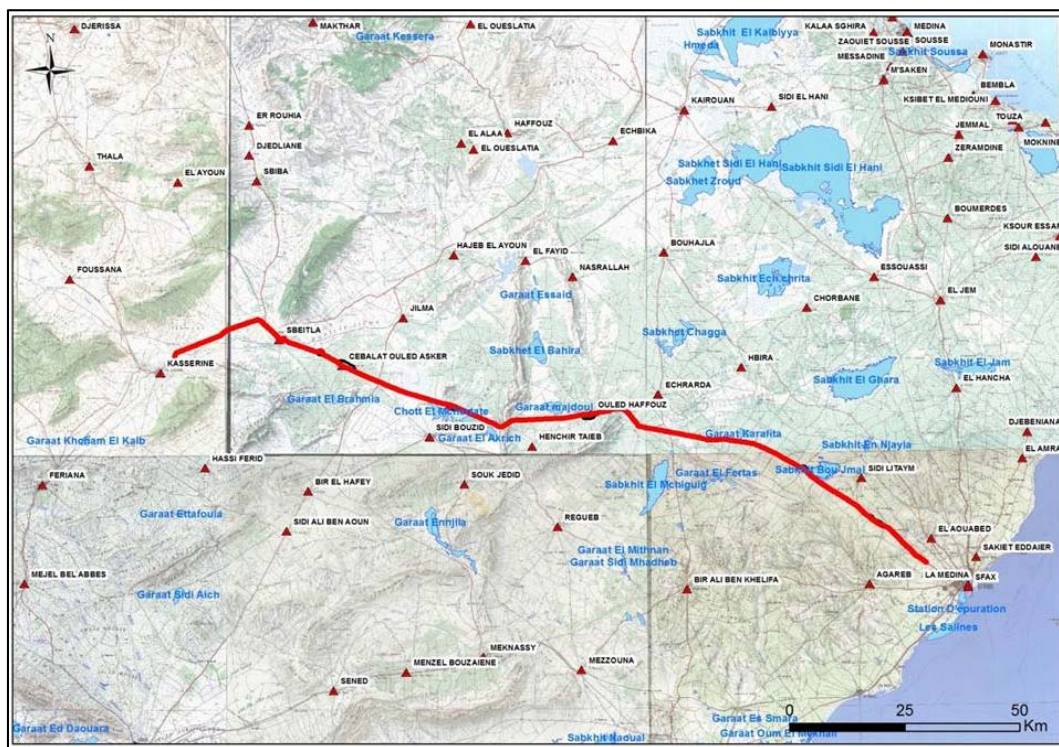 DJERISSA
MAKTHAR
EL OUESLATIA
Garaat Kessera
Sabkhit El Kalbiyya
Hmeda
KALAA SGHIRA
MEDINA
ZAOUIET SOUSSE
SOUSSE
MESSADINE
Sabkhit Soussa
MONASTIR
M'SAKEN
N
BEMBLA
KAIROUAN
SIDI EL HANI
KSIBET EL MEDIOUNI
TOUZA
ER ROUHIA
HAFFOUZ
EL ALAA
ECHBIKA
EL OUESLATIA
JEMMAL
MOKNINE
DJEDLIANE
ZERAMDINE
THALA
Sabkhet Sidi El Hani
Sabkhit Sidi El Hani
Sabkhet Zroud
EL AYOUN
SBIBA
BOUMERDES
KSOUR ESSAF
SIDI ALOUANE
HAJEB EL AYOUN
EL FAYID
BOUHAJLA
FOUSSANA
NASRALLAH
Sabkhit Ech chrita
ESSOUASSI
Garaat Essaid
CHORBANE
EL JEM
JILMA
SBEITLA
Sabkhit Chagga
Sabkhet El Bahira
KASSERINE
CEBALAT OULED ASKER
HBIRA
Sabkhit El Jam
Sabkhit El Ghara
EL HANCHA
Garaat El Brahmia
ECHRARDA
OULED HAFFOUZ
Garaat majdoul
SIDI BOUZID
Garaat El Akrich
HENCHIR TAIEB
Garaat Karafita
DJEBENIANA
Garaat Khonam El Kalb
Sabkhit En Njayla
EL AMRA
HASSI FERID
Sabkhit Bou Jmal
SIDI LITAYM
Garaat El Fertas
FERIANA
BIR EL HAFEY
SOUK JEDID
Sabkhit El Mchiguig
Garaat Ettafoula
Garaat Ennjila
REGUEB
SIDI ALI BEN AOUN
EL AOUABED
Garaat El Mithnan
Garaat Sidi Mhadheb
SAKIET EDDAIER
MEJEL BEL ABBES
BIR ALI BEN KHELIFA
AGAREB
LA MEDINA
SFAX
Garaat Sidi Aich
Station D'epuration
Les Salines
MEKNASSY
MENZEL BOUZAIENE
MEZZOUNA
SENED
0 25 50
Km
Garaat Es Smara
Garaat Ed Daouara
Sabkhit Naoual
Garaat Oum El